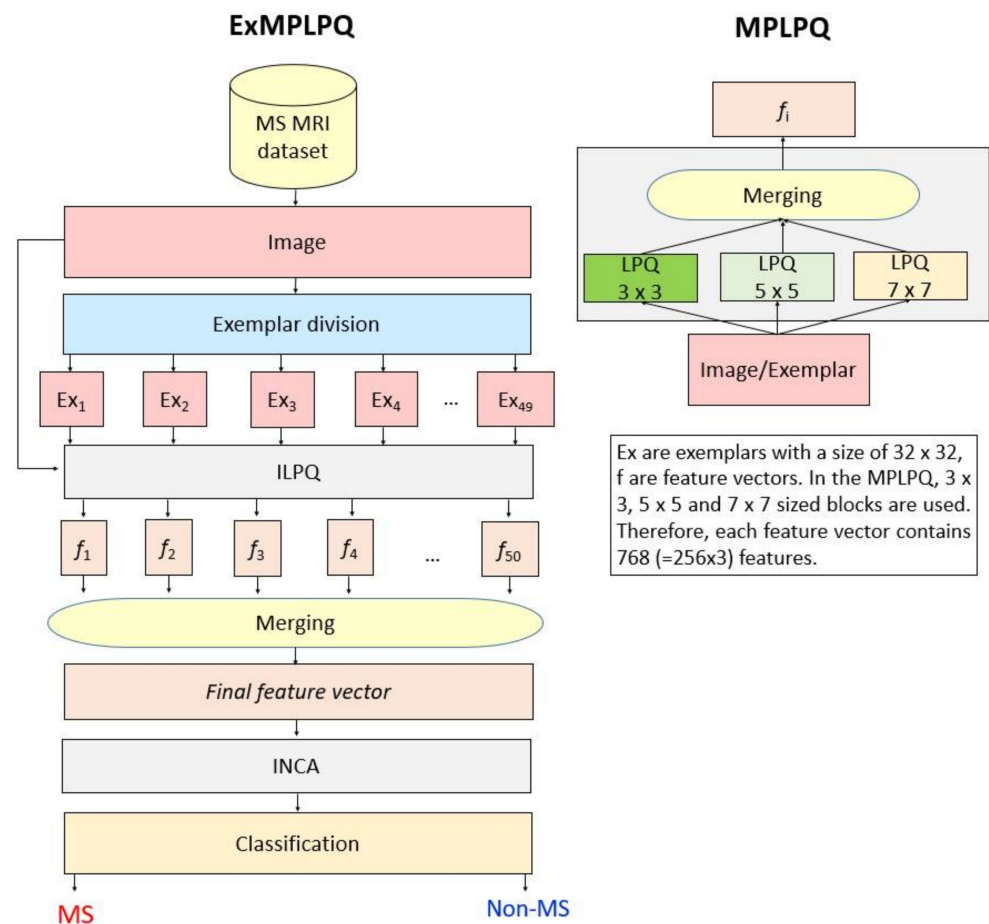 ExMPLPQ
MS MRI
dataset
Image
Exemplar division
Ex1
Ex2
Ex3
Ex4
...
Ex49
ILPQ
f1
f2
f3
f4
...
f50
Merging
Final feature vector
INCA
Classification
MS
Non-MS
MPLPQ
fi
Merging
LPQ
3 x 3
LPQ
5 x 5
LPQ
7 x 7
Image/Exemplar
Ex are exemplars with a size of 32 x 32,
f are feature vectors. In the MPLPQ, 3 x
3, 5 x 5 and 7 x 7 sized blocks are used.
Therefore, each feature vector contains
768 (=256x3) features.